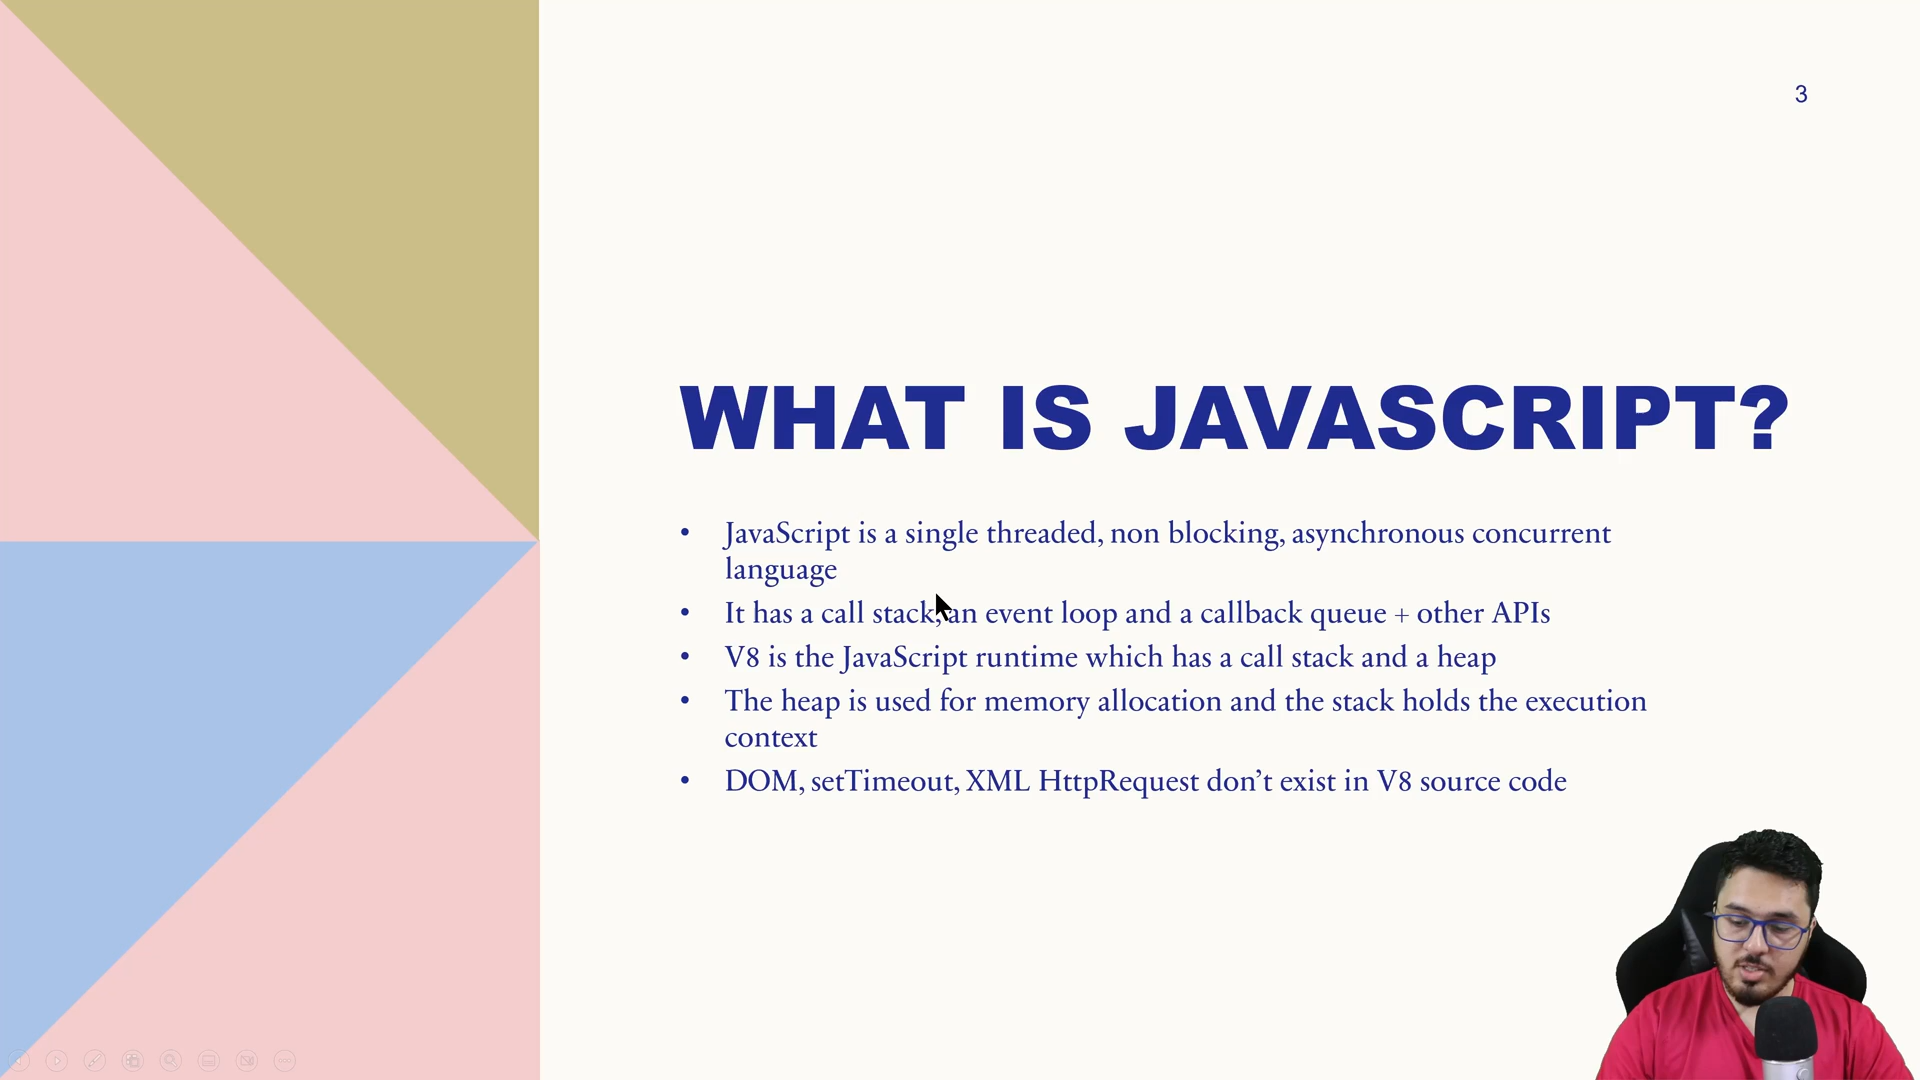 3
WHAT IS JAVASCRIPT?
• JavaScript is a single threaded, non blocking, asynchronous concurrent
language
• It has a call stack, an event loop and a callback queue + other APIs
• V8 is the JavaScript runtime which has a call stack and a heap
• The heap is used for memory allocation and the stack holds the execution
context
• DOM, setTimeout, XML HttpRequest don’t exist in V8 source code